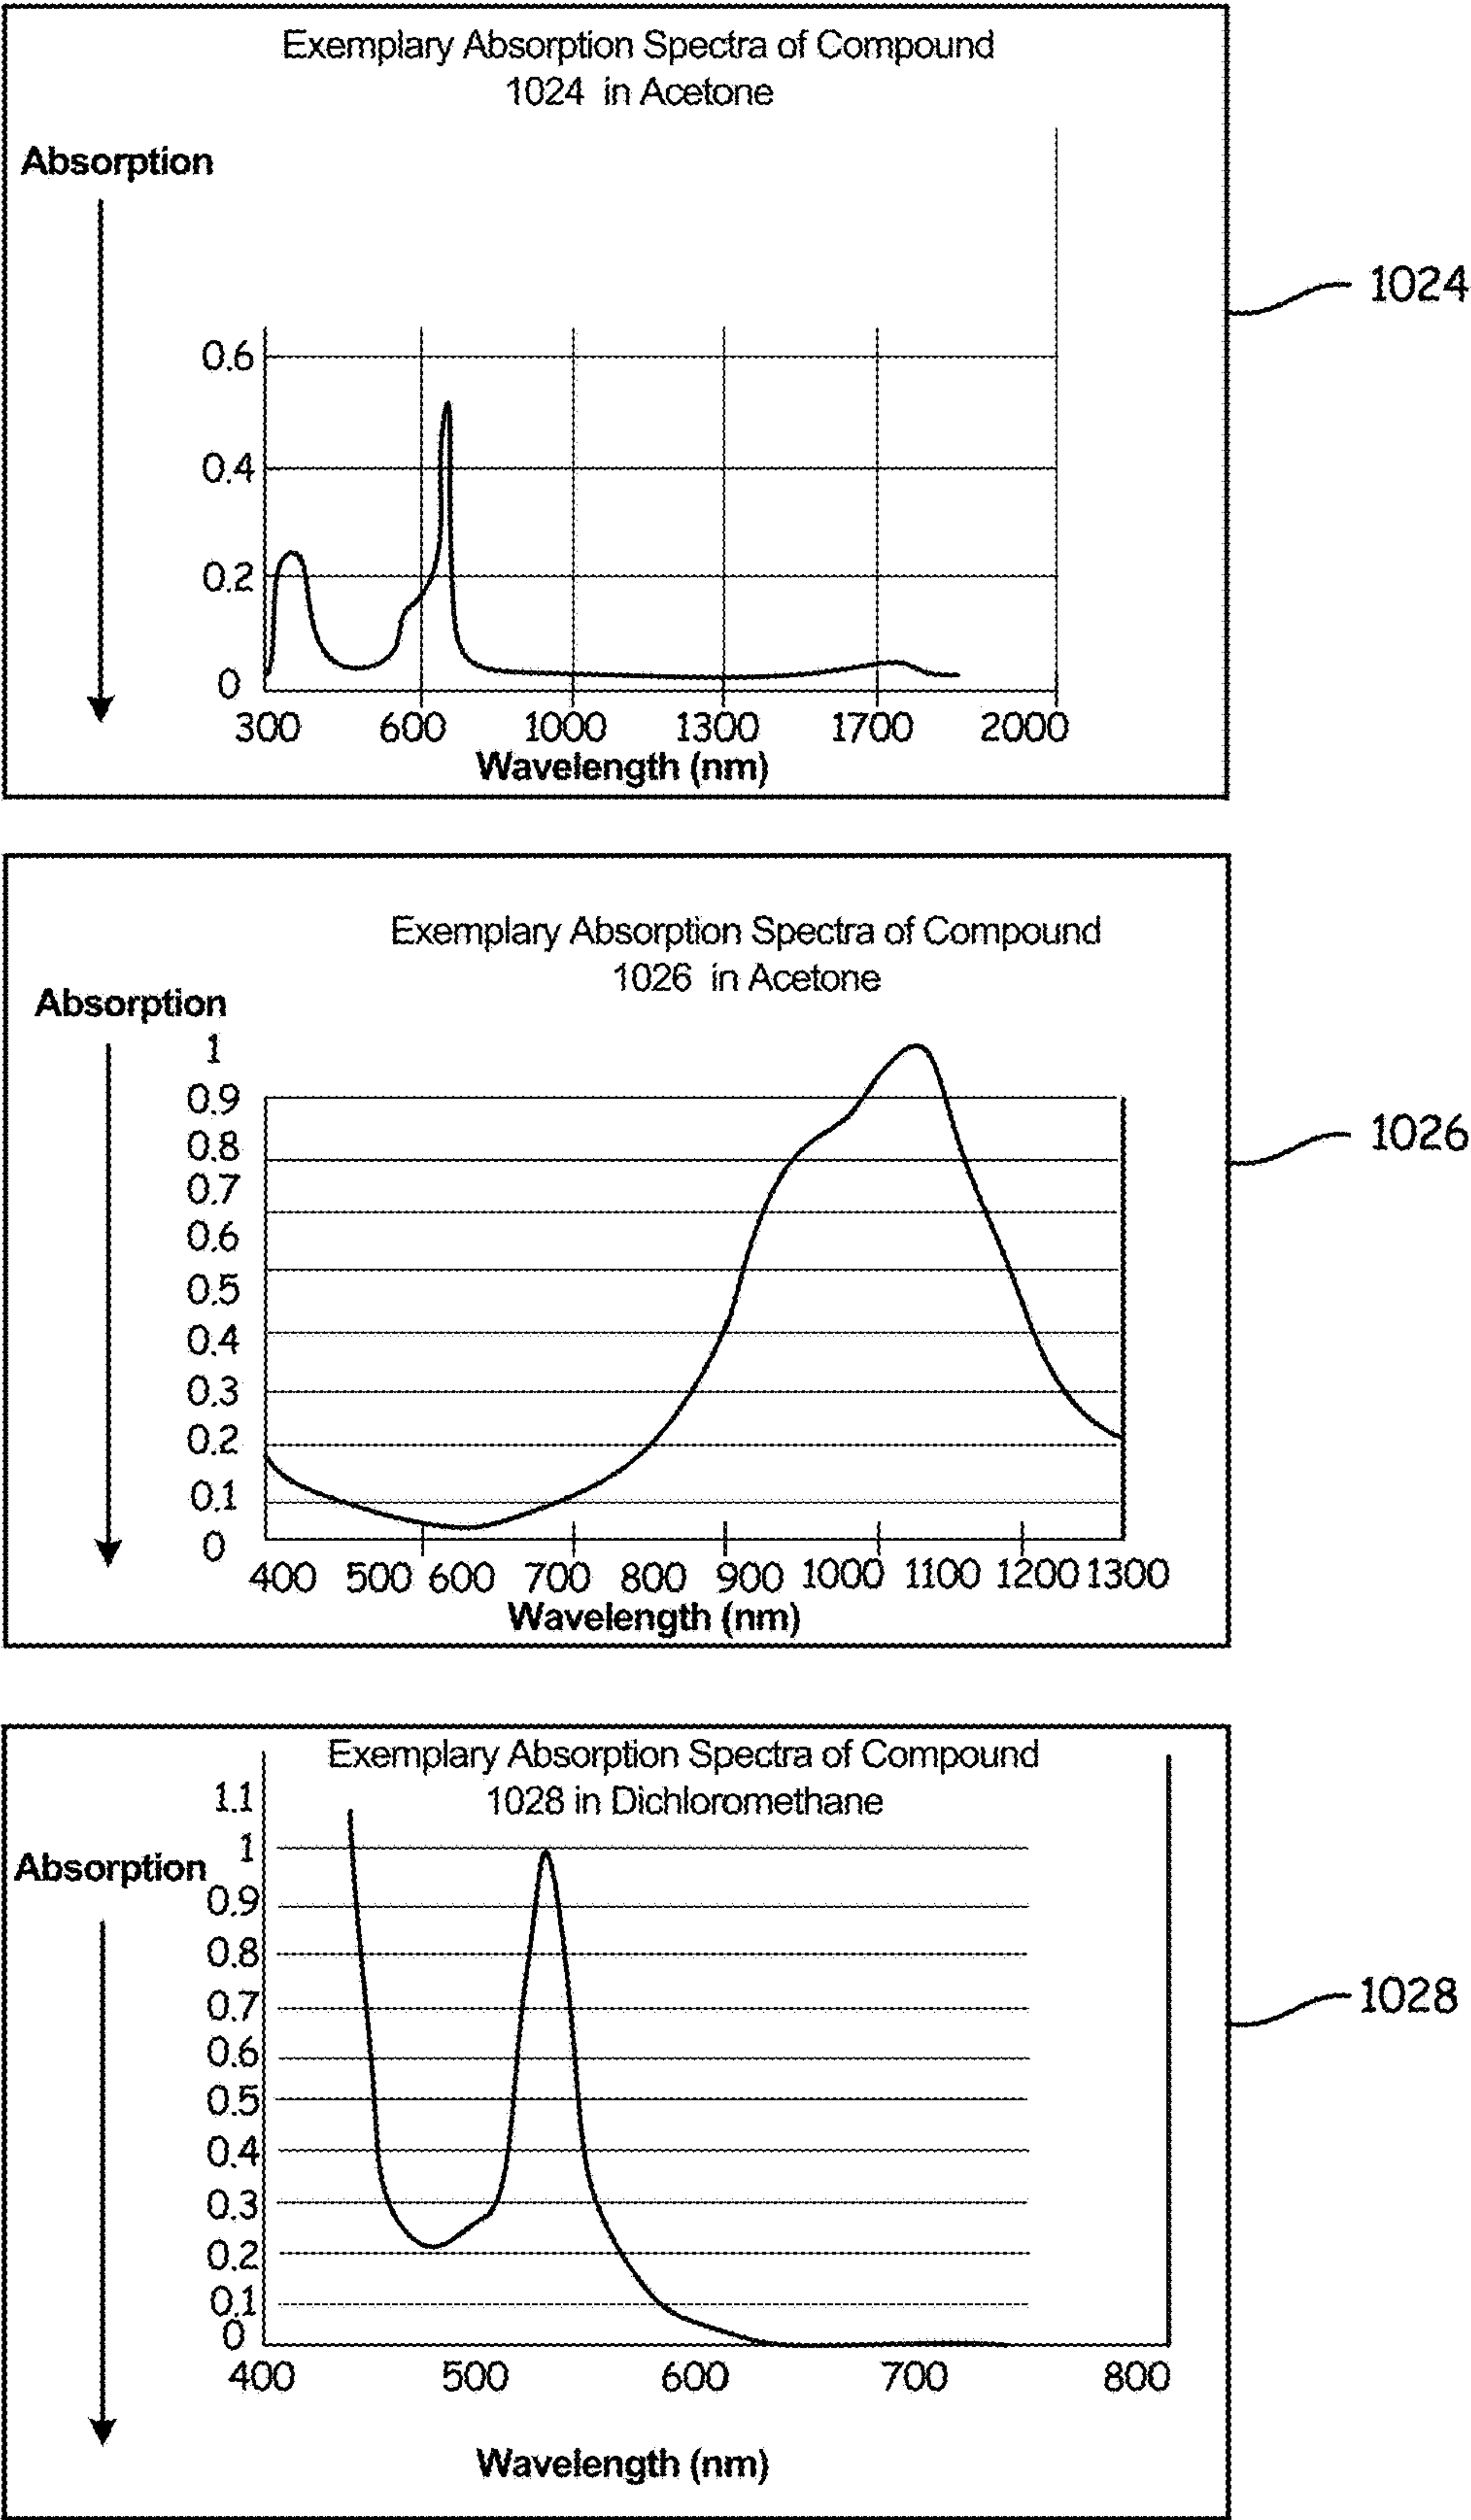 Exemplary Absorption Spectra of Compound
1024 in Acetone
Absorption
1024
0.6
0.4
0.2
0
300 600 1000 1300 1700 2000
Wavelength (nm)
Exemplary Absorption Spectra of Compound
1026 in Acetone
Absorption
1
0.9
1026
0.8
0.7
0.6
0.5
0.4
0.3
0.2
0.1
0
400 500 600 700 800 900 1000 1100 1200 1300
Wavelength (nm)
Exemplary Absorption Spectra of Compound
1028 in Dichloromethane
1.1
1
Absorption
0.9
0.8
1028
0.7
0.6
0.5
0.4
0.3
0.2
0.1
0
400 500 600 700 800
Wavelength (nm)